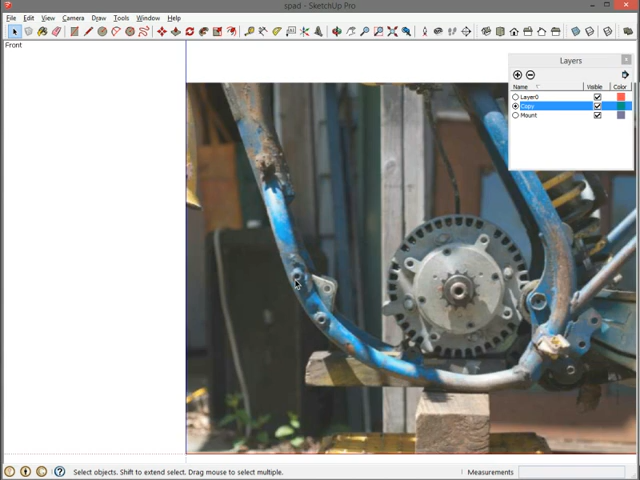 spad - SketchUp Pro
File Edit View Camera Draw Tools Window Help
Front
Layers
Name Visible Color
Layer0
Copy
Mount
Select objects. Shift to extend select. Drag mouse to select multiple.
Measurements